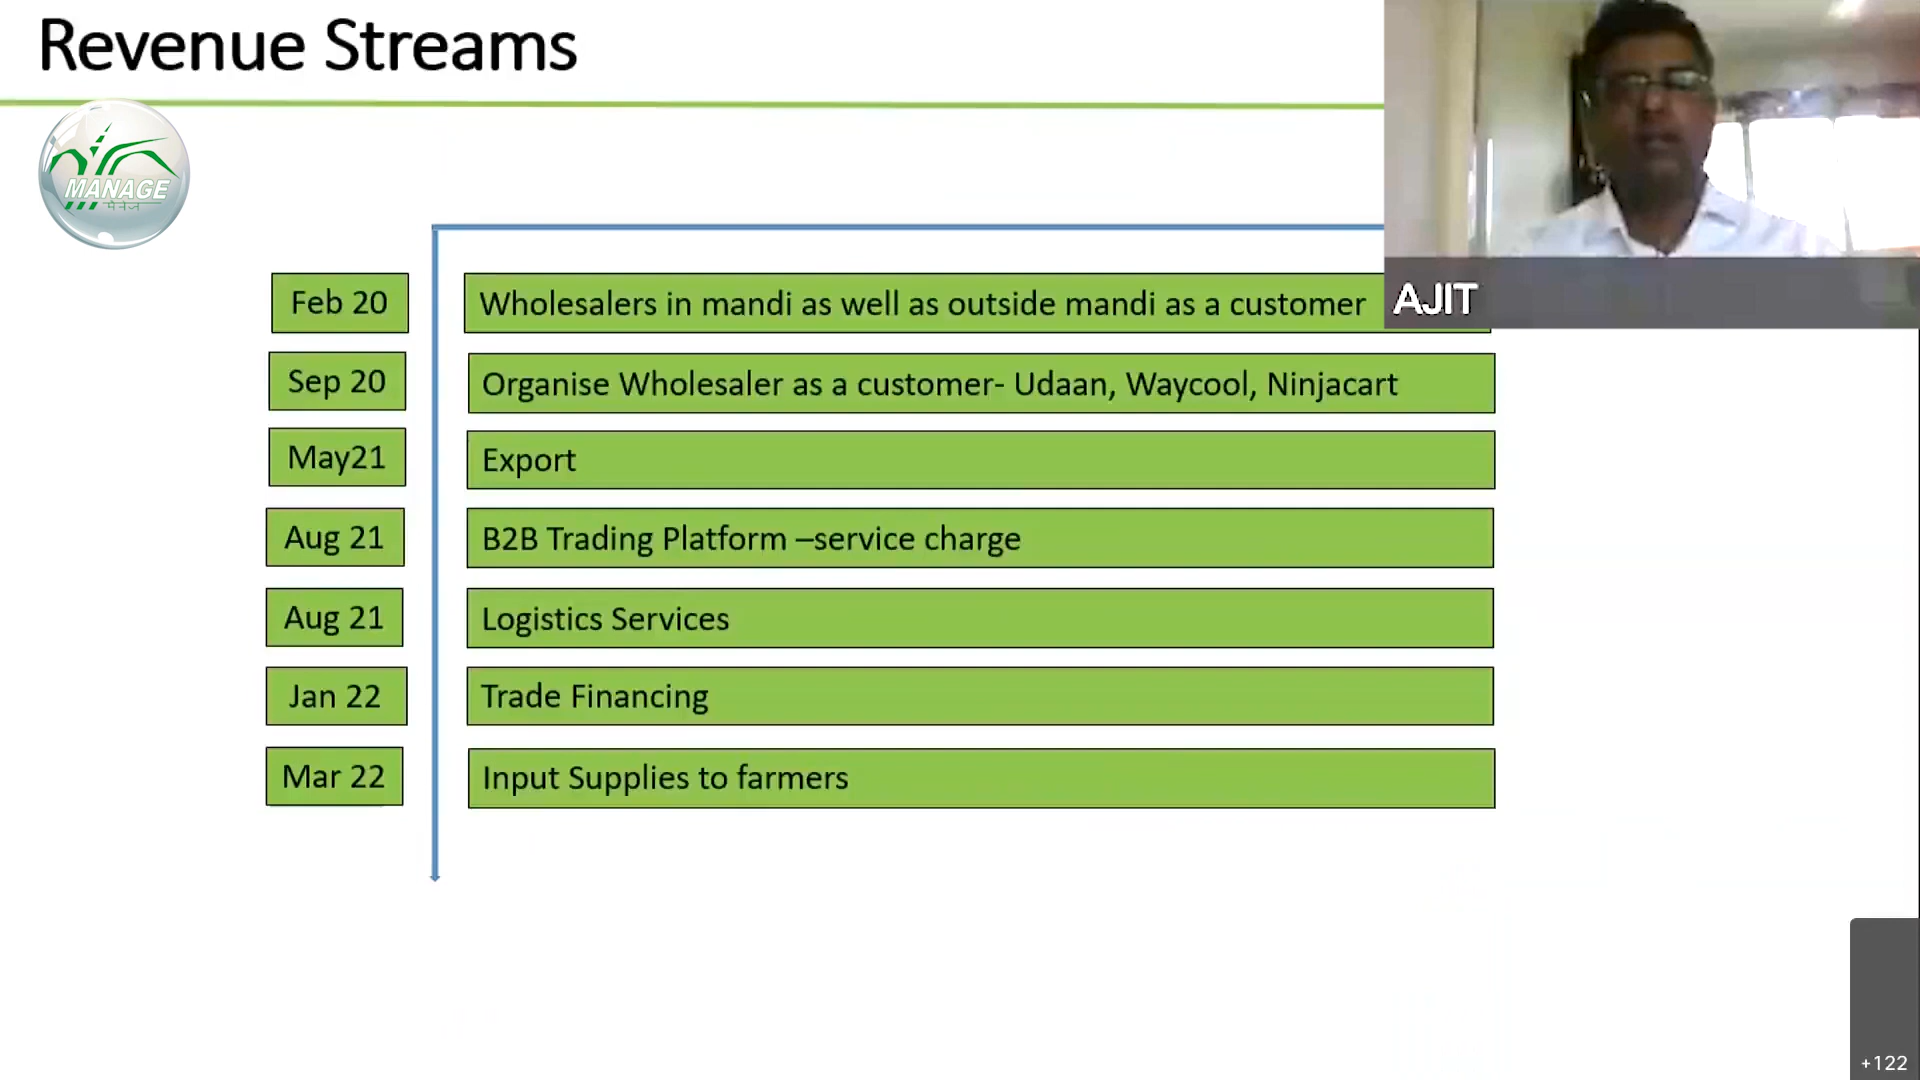 Revenue Streams
MANAGE
मैनेज
AJIT
Feb 20
Wholesalers in mandi as well as outside mandi as a customer
Sep 20
Organise Wholesaler as a customer- Udaan, Waycool, Ninjacart
May21
Export
Aug 21
B2B Trading Platform –service charge
Aug 21
Logistics Services
Jan 22
Trade Financing
Mar 22
Input Supplies to farmers
+122